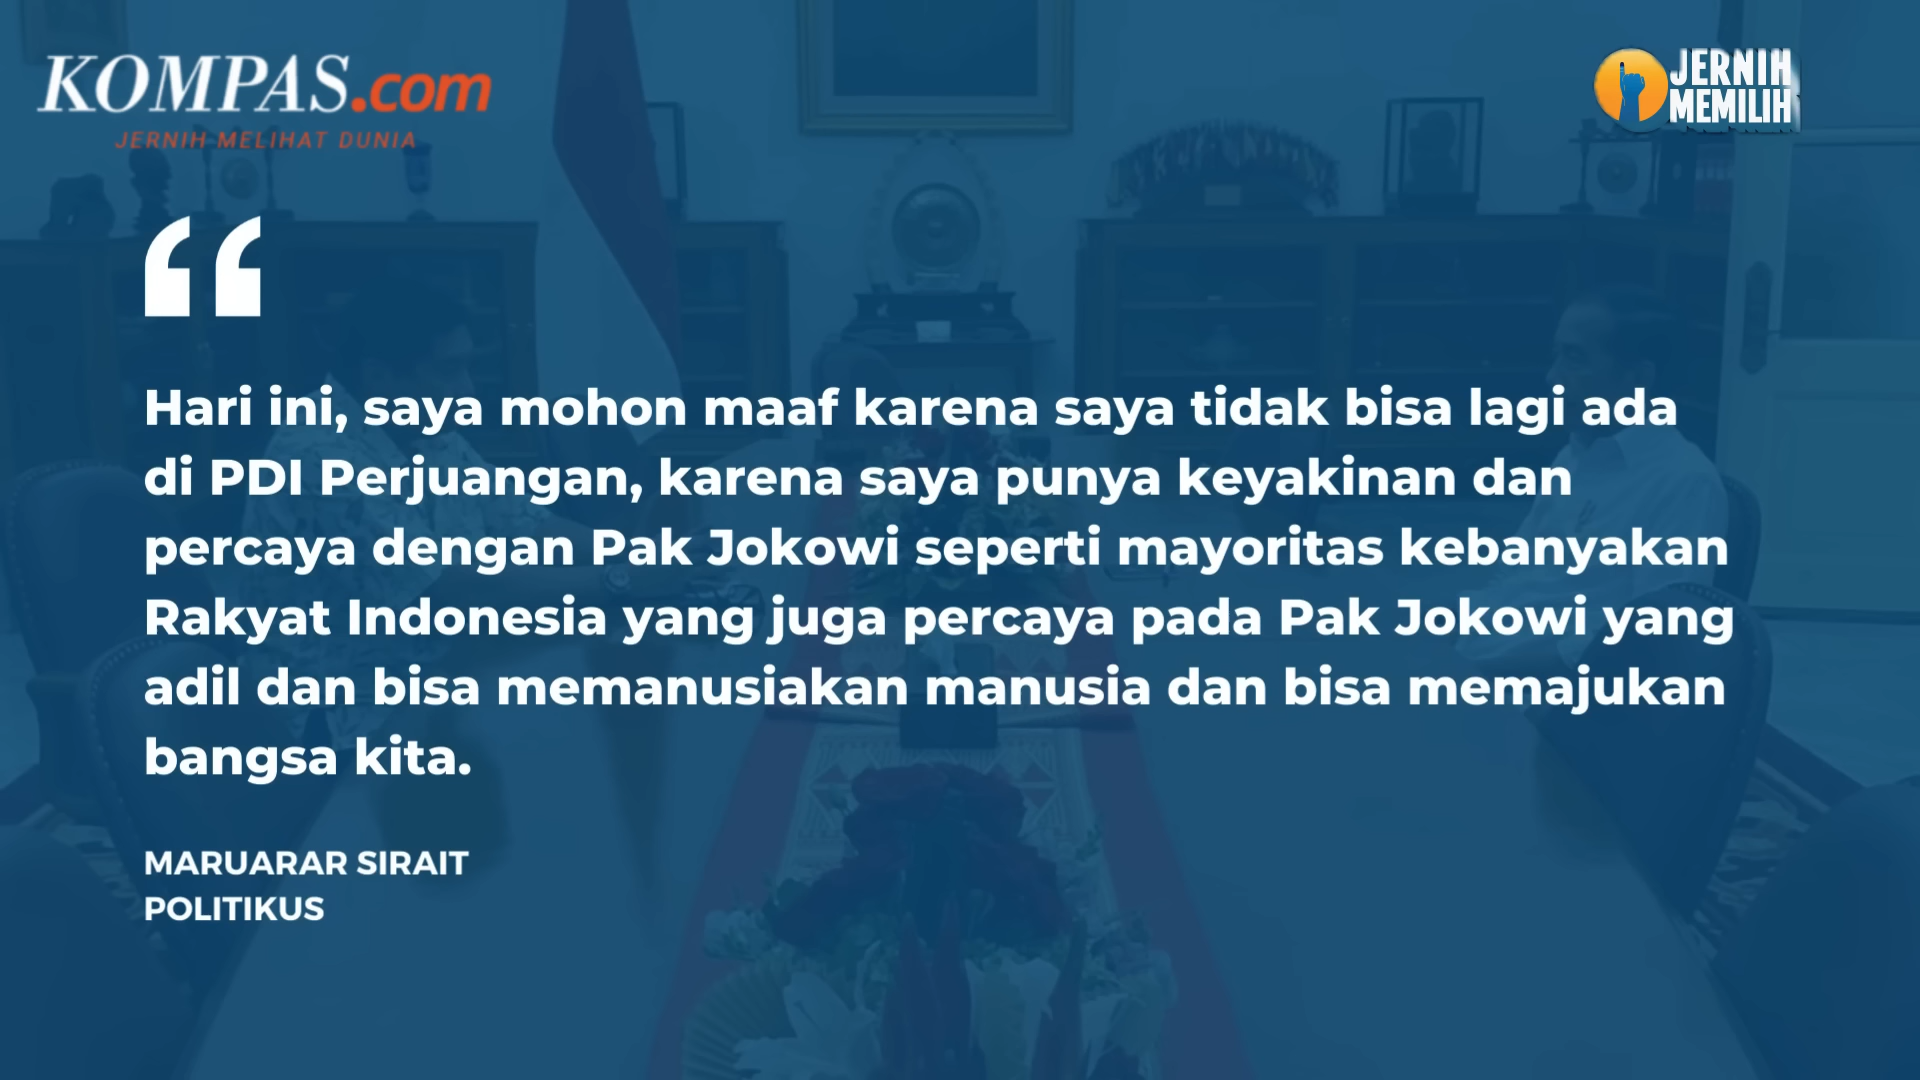 KOMPAS.com
JERNIH MELIHAT DUNIA
JERNIH
MEMILIH
“
Hari ini, saya mohon maaf karena saya tidak bisa lagi ada
di PDI Perjuangan, karena saya punya keyakinan dan
percaya dengan Pak Jokowi seperti mayoritas kebanyakan
Rakyat Indonesia yang juga percaya pada Pak Jokowi yang
adil dan bisa memanusiakan manusia dan bisa memajukan
bangsa kita.
MARUARAR SIRAIT
POLITIKUS